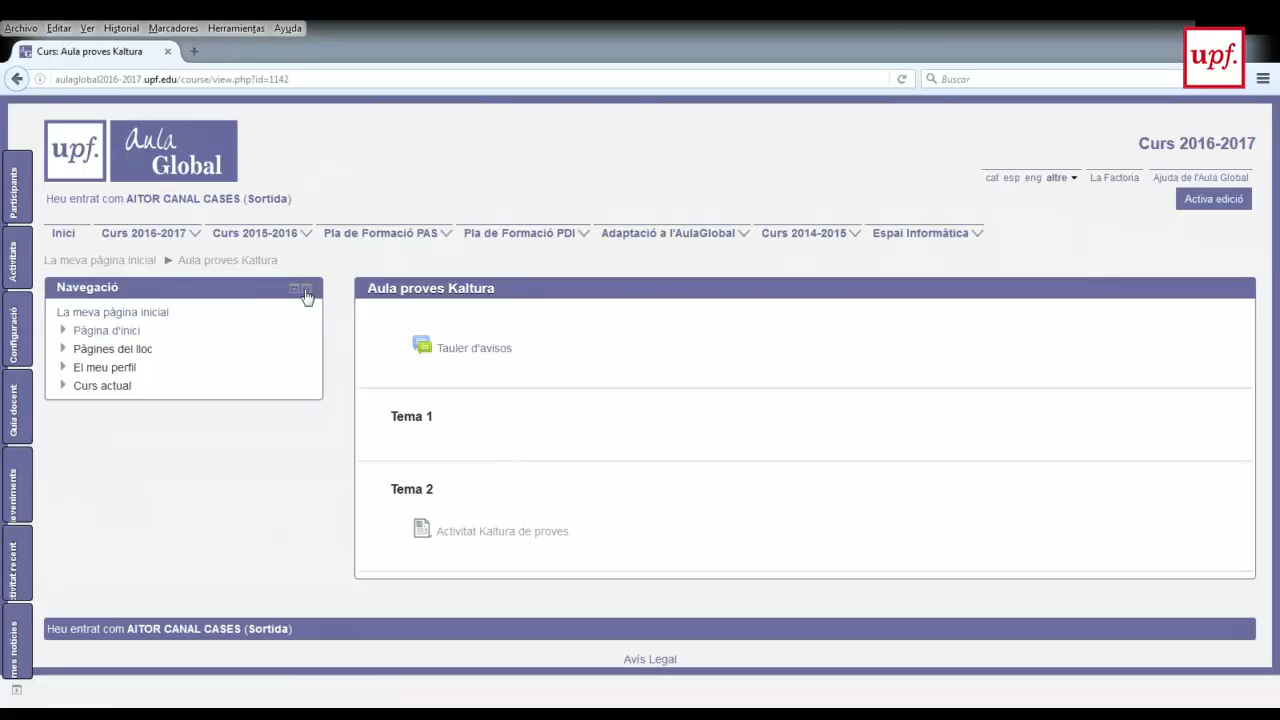 Archivo Editar Ver Historial Marcadores Herramientas Ayuda
upf.
Curs: Aula proves Kaltura
aulaglobal2016-2017.upf.edu/course/view.php?id=1142
Buscar
upf.
Aula
Global
Curs 2016-2017
cat esp eng altre La Factoria Ajuda de l'Aula Global
Heu entrat com AITOR CANAL CASES (Sortida)
Activa edició
Inici Curs 2016-2017 Curs 2015-2016 Pla de Formació PAS Pla de Formació PDI Adaptació a l'AulaGlobal Curs 2014-2015 Espai Informàtica
La meva pàgina inicial ► Aula proves Kaltura
Participants
Activitats
Configuració
Guia docent
eveniments
tivitat recent
mes notícies
Navegació
La meva pàgina inicial
Pàgina d'inici
Pàgines del lloc
El meu perfil
Curs actual
Aula proves Kaltura
Tauler d'avisos
Tema 1
Tema 2
Activitat Kaltura de proves
Heu entrat com AITOR CANAL CASES (Sortida)
Avís Legal